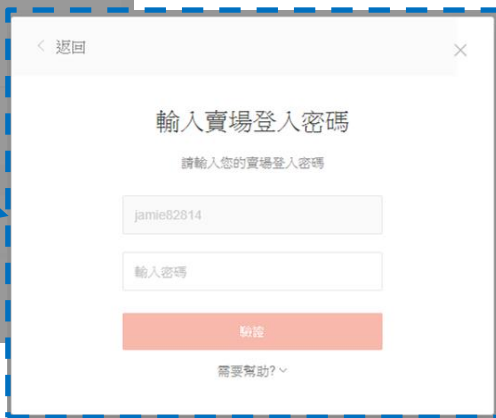 < 返回
×
輸入賣場登入密碼
請輸入您的賣場登入密碼
jamie82814
輸入密碼
驗證
需要幫助?